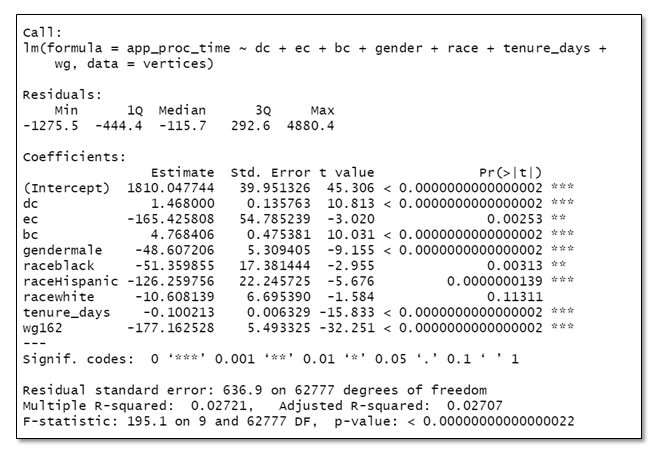 Call:
lm(formula = app_proc_time ~ dc + ec + bc + gender + race + tenure_days +
    wg, data = vertices)
Residuals:
    Min      1Q  Median      3Q     Max
-1275.5  -444.4  -115.7   292.6  4880.4
Coefficients:
                Estimate  Std. Error t value             Pr(>|t|)
(Intercept)  1810.047744   39.951326  45.306 < 0.0000000000000002 ***
dc              1.468000    0.135763  10.813 < 0.0000000000000002 ***
ec           -165.425808   54.785239  -3.020              0.00253 **
bc              4.768406    0.475381  10.031 < 0.0000000000000002 ***
gendermale    -48.607206    5.309405  -9.155 < 0.0000000000000002 ***
raceblack     -51.359855   17.381444  -2.955              0.00313 **
raceHispanic -126.259756   22.245725  -5.676         0.0000000139 ***
racewhite     -10.608139    6.695390  -1.584              0.11311
tenure_days    -0.100213    0.006329 -15.833 < 0.0000000000000002 ***
wg162        -177.162528    5.493325 -32.251 < 0.0000000000000002 ***
---
Signif. codes:  0 ‘***’ 0.001 ‘**’ 0.01 ‘*’ 0.05 ‘.’ 0.1 ‘ ’ 1
Residual standard error: 636.9 on 62777 degrees of freedom
Multiple R-squared:  0.02721,   Adjusted R-squared:  0.02707
F-statistic: 195.1 on 9 and 62777 DF,  p-value: < 0.00000000000000022